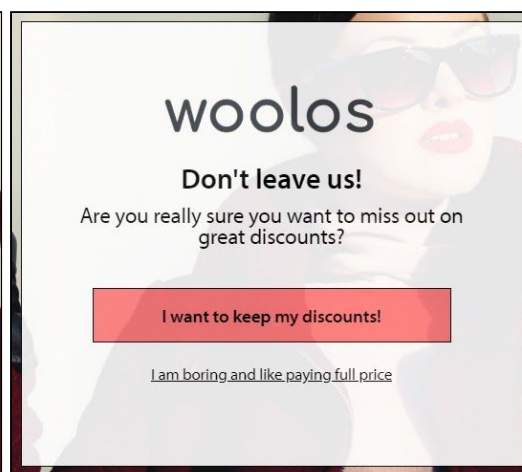 woolos
Don't leave us!
Are you really sure you want to miss out on
great discounts?
I want to keep my discounts!
I am boring and like paying full price